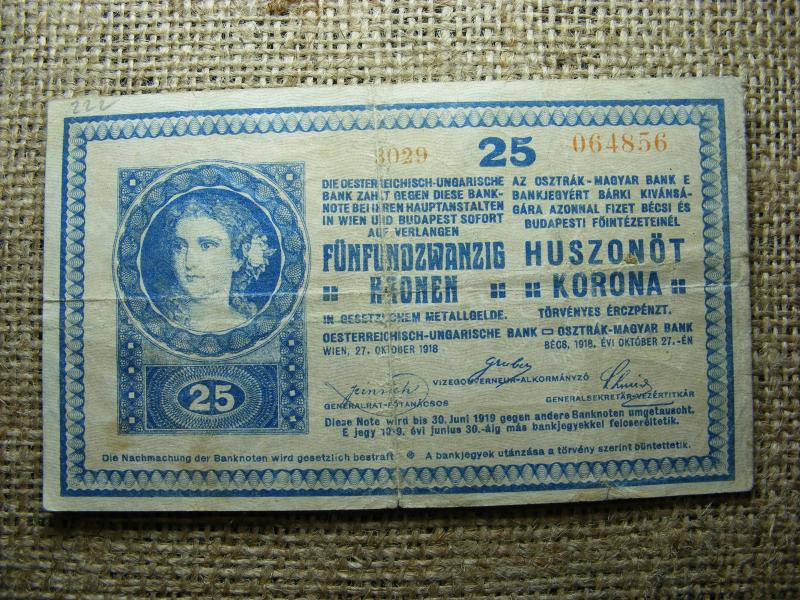 222
3029 25 064856
DIE OESTERREICHISCH-UNGARISCHE
BANK ZAHLT GEGEN DIESE BANK-
NOTE BEI IHREN HAUPTANSTALTEN
IN WIEN UND BUDAPEST SOFORT
AUF VERLANGEN
FÜNFUNDZWANZIG
KRONEN
IN GESETZLICHEM METALLGELDE.
OESTERREICHISCH-UNGARISCHE BANK
WIEN, 27. OKTOBER 1918
AZ OSZTRÁK-MAGYAR BANK E
BANKJEGYÉRT BÁRKI KIVÁNSÁ-
GÁRA AZONNAL FIZET BÉCSI ÉS
BUDAPESTI FŐINTÉZETEINÉL
HUSZONÖT
KORONA
TÖRVÉNYES ÉRCZPÉNZT.
OSZTRÁK-MAGYAR BANK
BÉCS, 1918. ÉVI OKTÓBER 27.-ÉN
Gruber
VIZEGOUVERNEUR-ALKORMÁNYZÓ
GENERALRAT-FŐTANÁCSOS
GENERALSEKRETÄR-VEZÉRTITKÁR
Diese Note wird bis 30. Juni 1919 gegen andere Banknoten umgetauscht.
E jegy 1919. évi junius 30.-áig más bankjegyekkel felcseréltetik.
25
Die Nachmachung der Banknoten wird gesetzlich bestraft A bankjegyek utánzása a törvény szerint büntettetik.